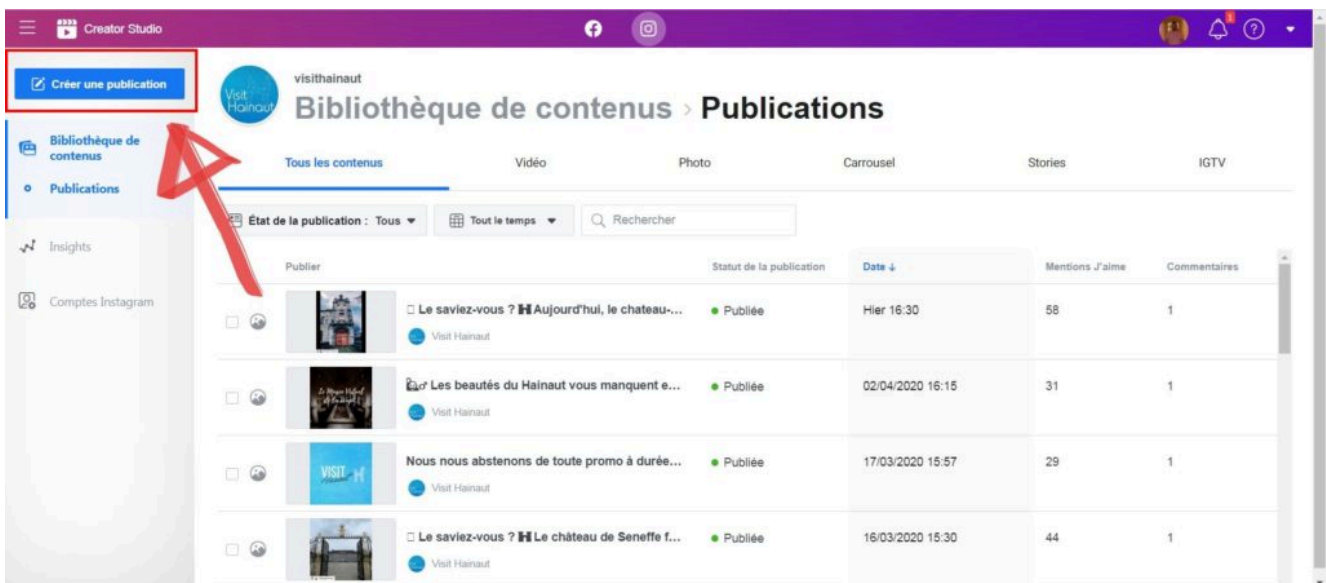 Creator Studio
1
Créer une publication
Visit
Hainaut
visithainaut
Bibliothèque de contenus › Publications
Bibliothèque de
contenus
Publications
Insights
Comptes Instagram
Tous les contenus Vidéo Photo Carrousel Stories IGTV
État de la publication : Tous Tout le temps Rechercher
Publier Statut de la publication Date ↓ Mentions J'aime Commentaires
Le saviez-vous ? Aujourd'hui, le chateau-... Publiée Hier 16:30 58 1
Visit Hainaut
Les beautés du Hainaut vous manquent e... Publiée 02/04/2020 16:15 31 1
Visit Hainaut
VISIT
Nous nous abstenons de toute promo à durée... Publiée 17/03/2020 15:57 29 1
Visit Hainaut
Le saviez-vous ? Le château de Seneffe f... Publiée 16/03/2020 15:30 44 1
Visit Hainaut